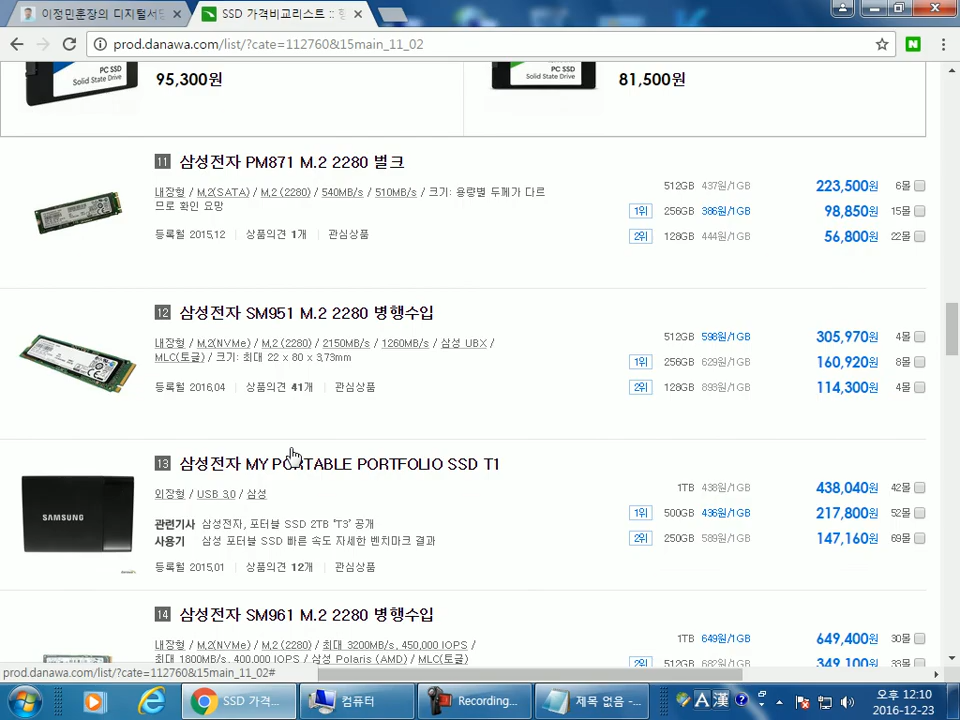 이정민훈장의 디지털서당
SSD 가격비교리스트 ::
prod.danawa.com/list/?cate=112760&15main_11_02
PC SSD
Solid State Drive
95,300원
PC SSD
Solid State Drive
81,500원
11 삼성전자 PM871 M.2 2280 벌크
내장형 / M.2(SATA) / M.2 (2280) / 540MB/s / 510MB/s / 크기: 용량별 두께가 다르
므로 확인 요망
등록월 2015.12 | 상품의견 1개 | 관심상품
512GB 437원/1GB 223,500원 6몰
1위 256GB 386원/1GB 98,850원 15몰
2위 128GB 444원/1GB 56,800원 22몰
12 삼성전자 SM951 M.2 2280 병행수입
내장형 / M.2(NVMe) / M.2 (2280) / 2150MB/s / 1260MB/s / 삼성 UBX /
MLC(토글) / 크기: 최대 22 x 80 x 3.73mm
등록월 2016.04 | 상품의견 41개 | 관심상품
512GB 598원/1GB 305,970원 4몰
1위 256GB 629원/1GB 160,920원 8몰
2위 128GB 893원/1GB 114,300원 4몰
13 삼성전자 MY PORTABLE PORTFOLIO SSD T1
외장형 / USB 3.0 / 삼성
관련기사 삼성전자, 포터블 SSD 2TB 'T3' 공개
사용기 삼성 포터블 SSD 빠른 속도 자세한 벤치마크 결과
등록월 2015.01 | 상품의견 12개 | 관심상품
SAMSUNG
1TB 438원/1GB 438,040원 42몰
1위 500GB 436원/1GB 217,800원 52몰
2위 250GB 589원/1GB 147,160원 69몰
14 삼성전자 SM961 M.2 2280 병행수입
내장형 / M.2(NVMe) / M.2 (2280) / 최대 3200MB/s, 450,000 IOPS /
최대 1800MB/s, 400,000 IOPS / 삼성 Polaris (AMD) / MLC(토글)
1TB 649원/1GB 649,400원 30몰
2위 512GB 682원/1GB 349,100원 33몰
prod.danawa.com/list/?cate=112760&15main_11_02#
SSD 가격...
컴퓨터
Recording...
제목 없음 -...
A 漢
오후 12:10
2016-12-23